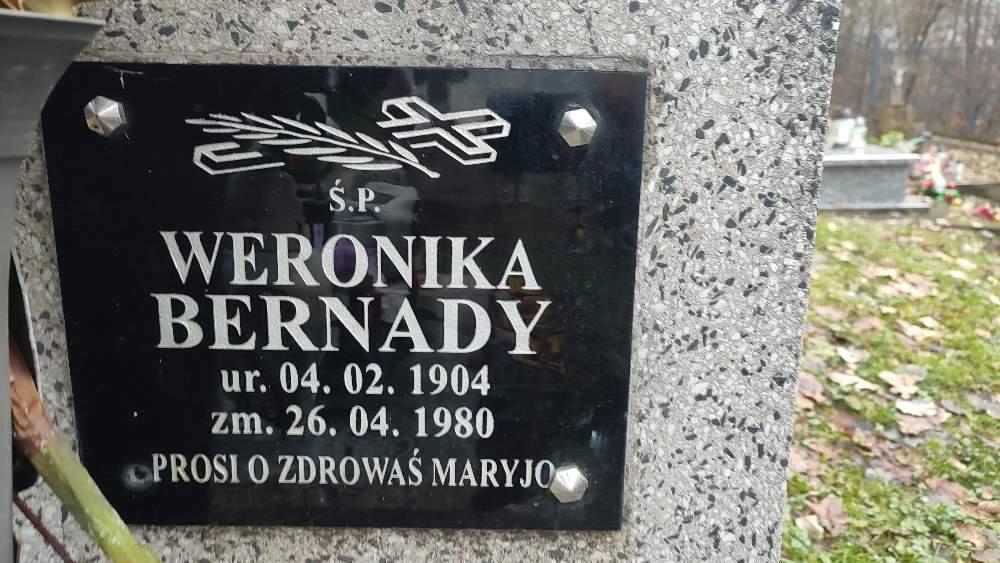 Ś.P.
WERONIKA
BERNADY
ur. 04. 02. 1904
zm. 26. 04. 1980
PROSI O ZDROWAŚ MARYJO